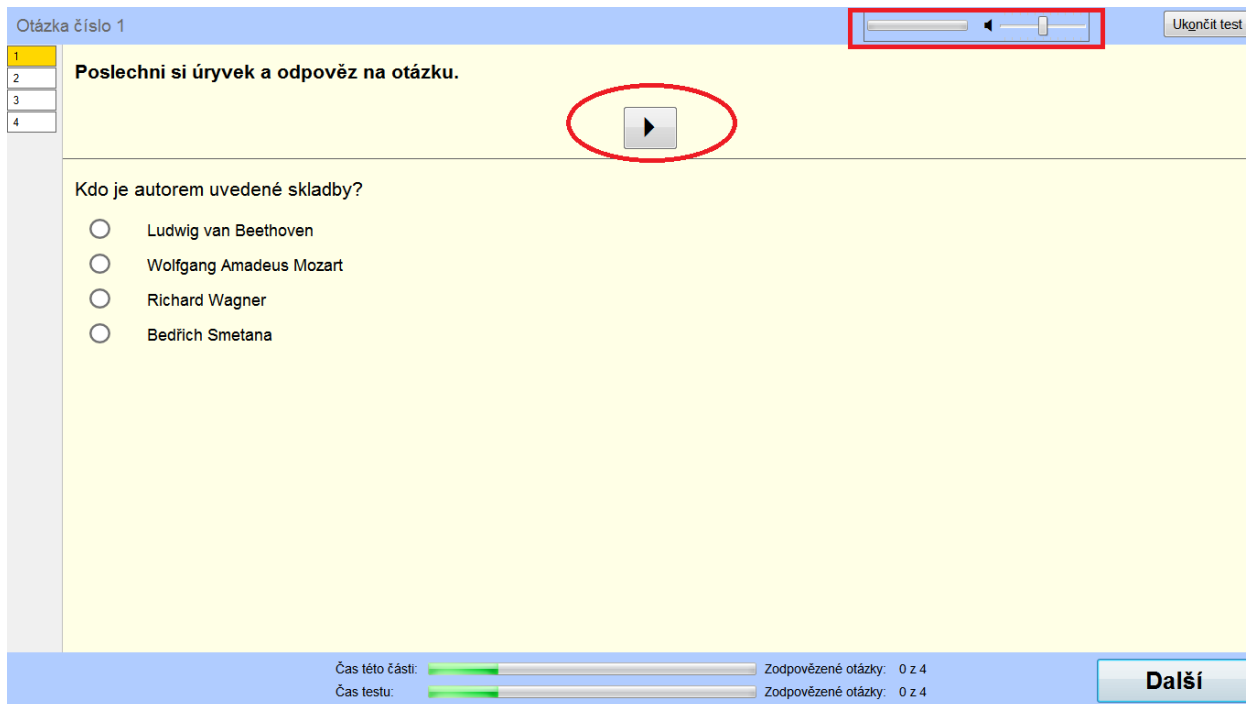 Otázka číslo 1
Ukončit test
1
2
3
4
Poslechni si úryvek a odpověz na otázku.
Kdo je autorem uvedené skladby?
Ludwig van Beethoven
Wolfgang Amadeus Mozart
Richard Wagner
Bedřich Smetana
Čas této části: Zodpovězené otázky: 0 z 4
Čas testu: Zodpovězené otázky: 0 z 4
Další